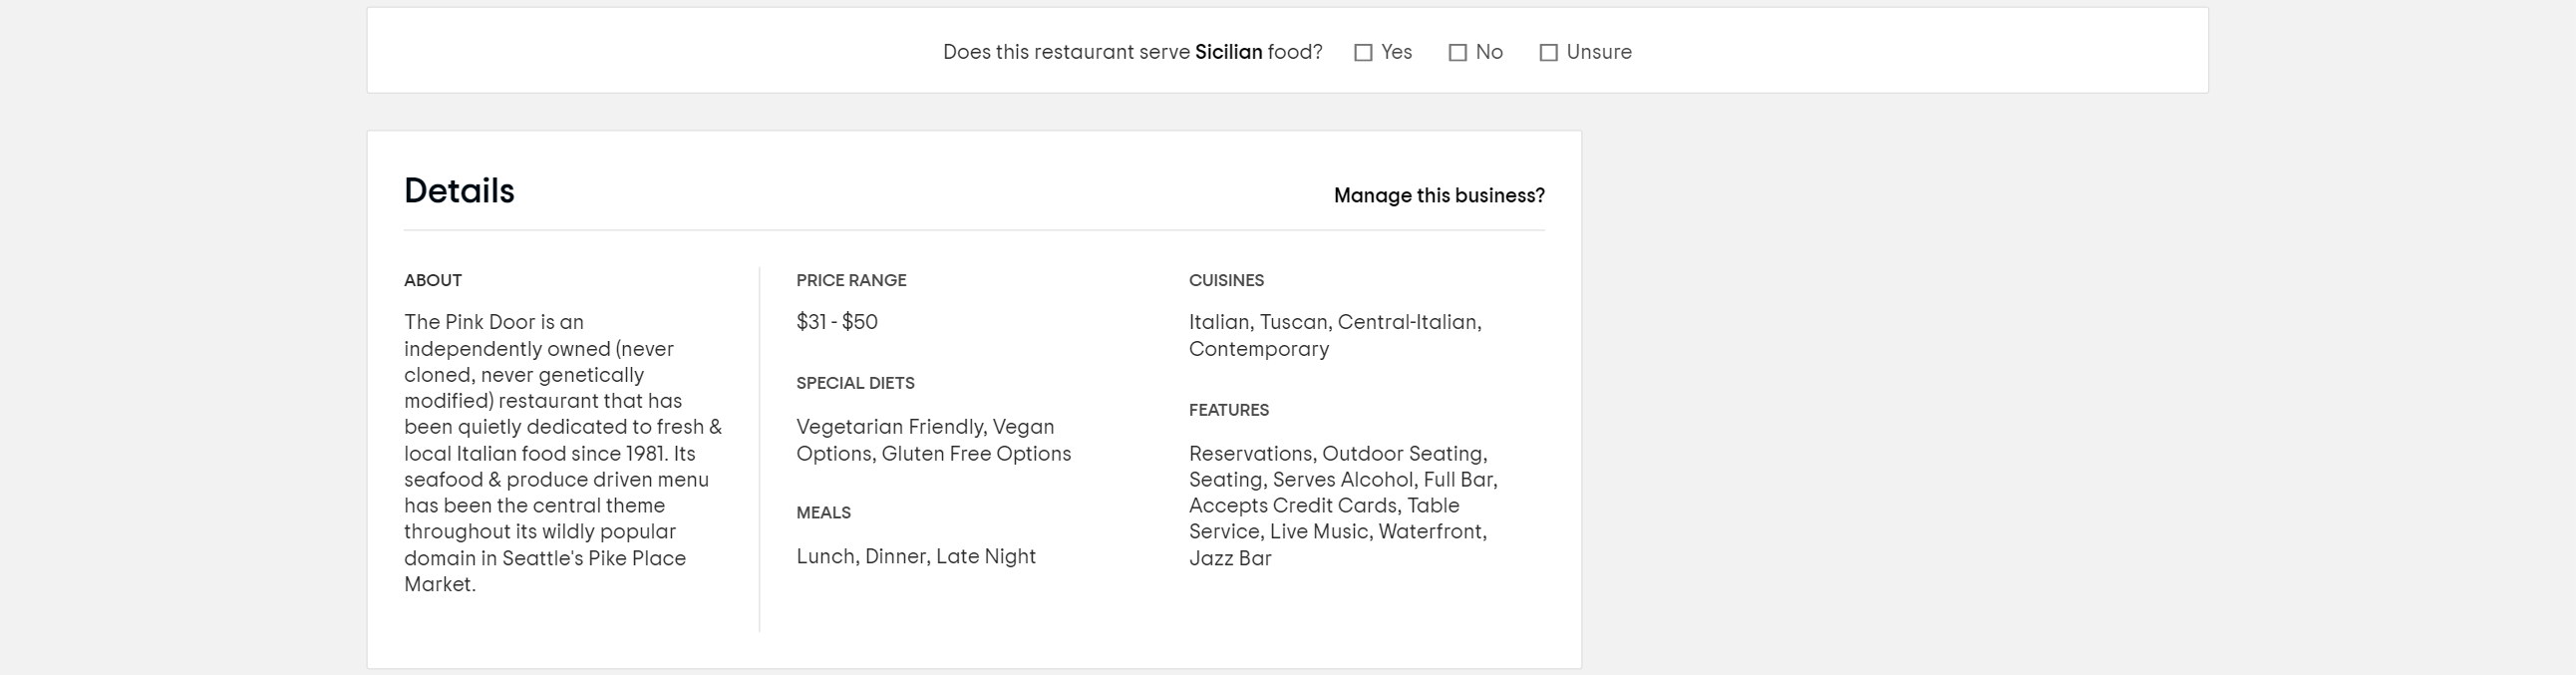 Does this restaurant serve Sicilian food? Yes No Unsure
Details
Manage this business?
ABOUT
The Pink Door is an
independently owned (never
cloned, never genetically
modified) restaurant that has
been quietly dedicated to fresh &
local Italian food since 1981. Its
seafood & produce driven menu
has been the central theme
throughout its wildly popular
domain in Seattle's Pike Place
Market.
PRICE RANGE
$31 - $50
SPECIAL DIETS
Vegetarian Friendly, Vegan
Options, Gluten Free Options
MEALS
Lunch, Dinner, Late Night
CUISINES
Italian, Tuscan, Central-Italian,
Contemporary
FEATURES
Reservations, Outdoor Seating,
Seating, Serves Alcohol, Full Bar,
Accepts Credit Cards, Table
Service, Live Music, Waterfront,
Jazz Bar